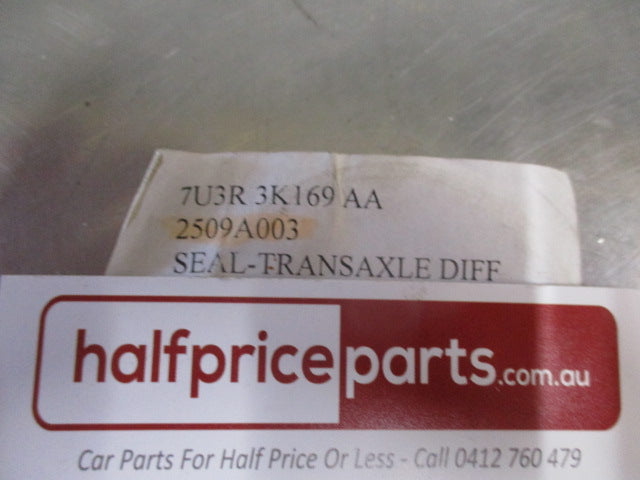 7U3R 3K169 AA
2509A003
SEAL-TRANSAXLE DIFF
halfpriceparts.com.au
Car Parts For Half Price Or Less - Call 0412 760 479